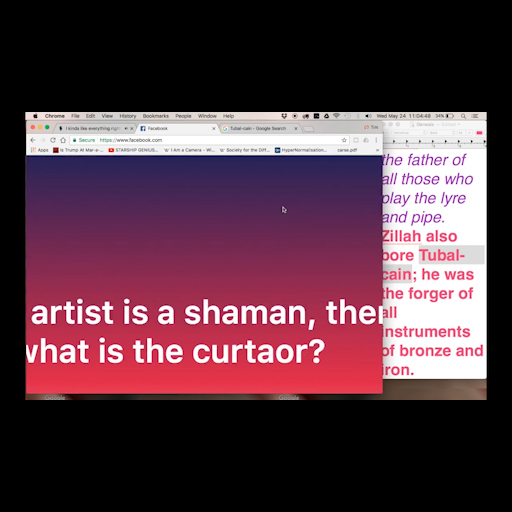 Chrome File Edit View History Bookmarks People Window Help
Wed May 24 11:04:48 34%
I kinda like everything right
Facebook
Tubal-cain - Google Search
Tim
Secure https://www.facebook.com
Apps
Is Trump At Mar-a-...
STARSHIP GENIUS...
I Am a Camera - Wi...
Society for the Diff...
HyperNormalisation...
carse.pdf
artist is a shaman, the
what is the curtaor?
Genesis
the father of
all those who
play the lyre
and pipe.
Zillah also
bore Tubal-
cain; he was
the forger of
all
instruments
of bronze and
iron.